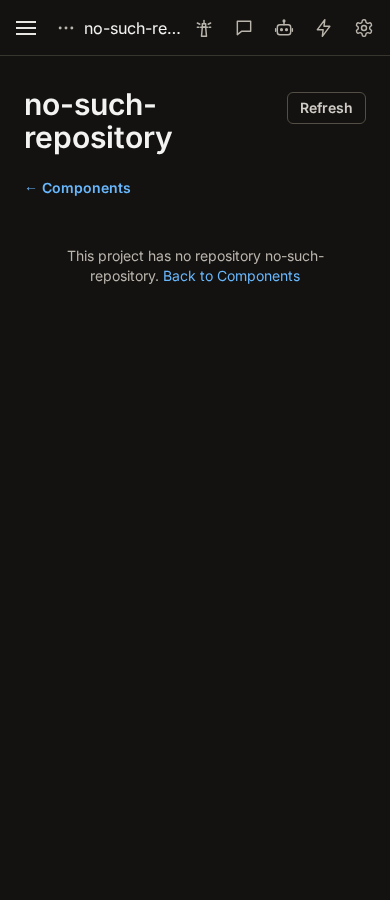 no-such-re...
no-such-
repository
Refresh
← Components
This project has no repository no-such-
repository. Back to Components